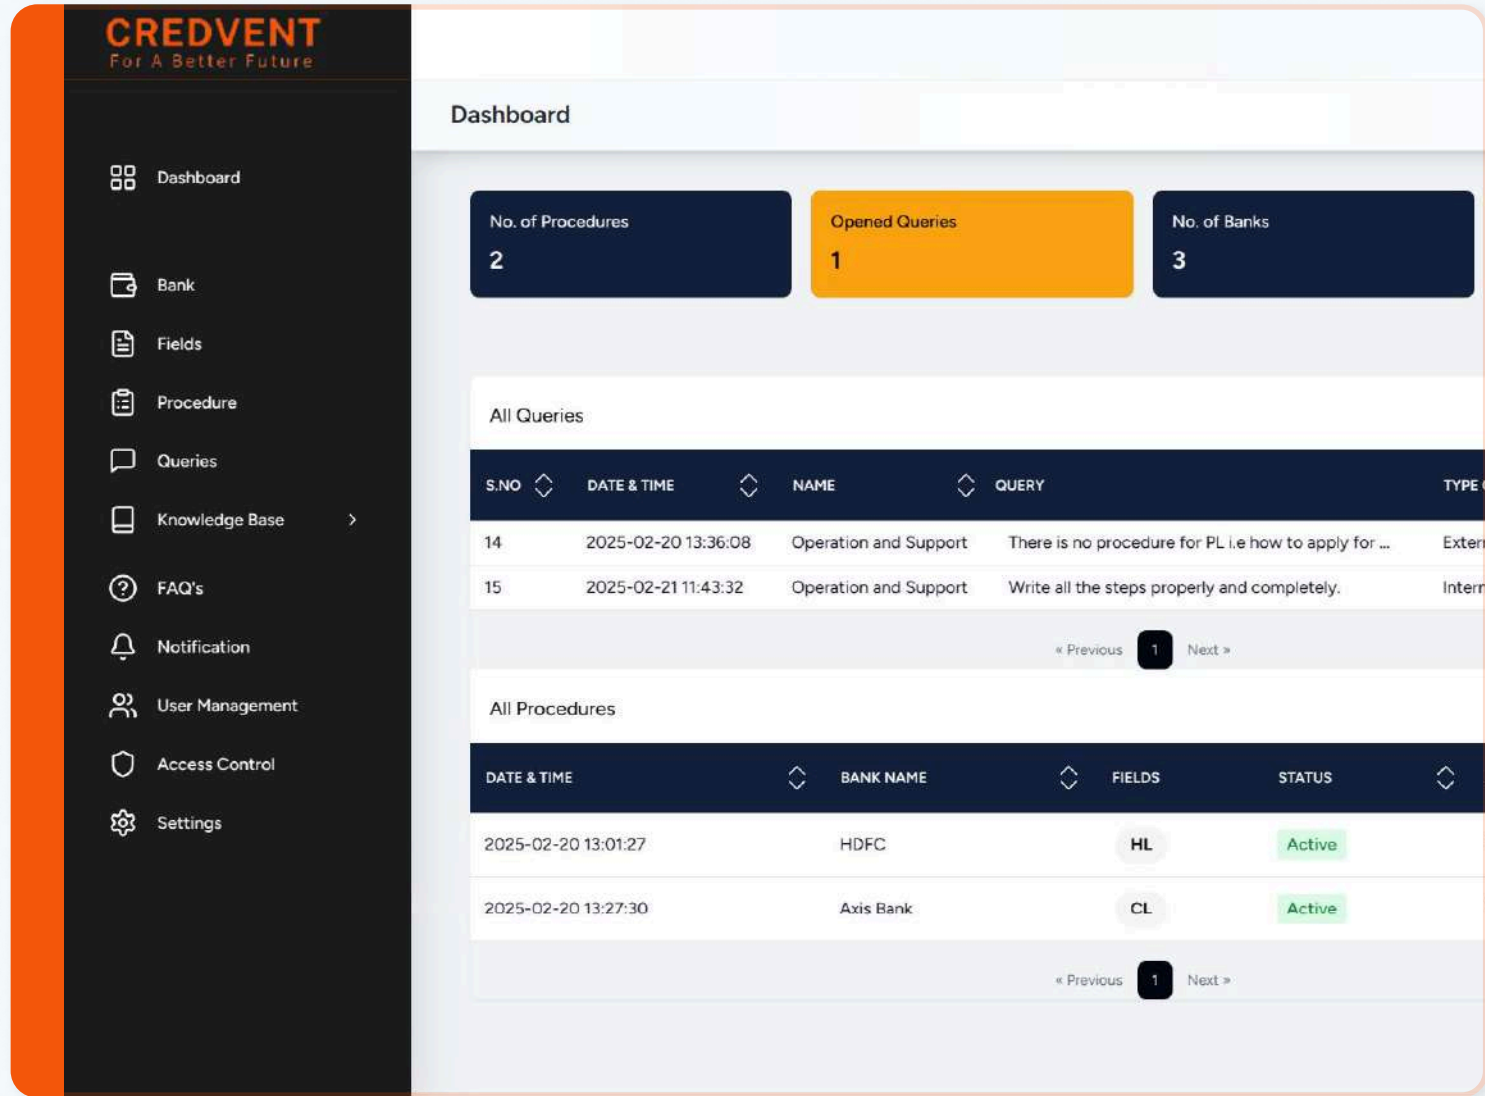 CREDVENT
For A Better Future
Dashboard
Bank
Fields
Procedure
Queries
Knowledge Base
FAQ's
Notification
User Management
Access Control
Settings
Dashboard
No. of Procedures
2
Opened Queries
1
No. of Banks
3
All Queries
S.NO DATE & TIME NAME QUERY TYPE
14 2025-02-20 13:36:08 Operation and Support There is no procedure for PL i.e how to apply for ... Extern
15 2025-02-21 11:43:32 Operation and Support Write all the steps properly and completely. Intern
« Previous 1 Next »
All Procedures
DATE & TIME BANK NAME FIELDS STATUS
2025-02-20 13:01:27 HDFC HL Active
2025-02-20 13:27:30 Axis Bank CL Active
« Previous 1 Next »